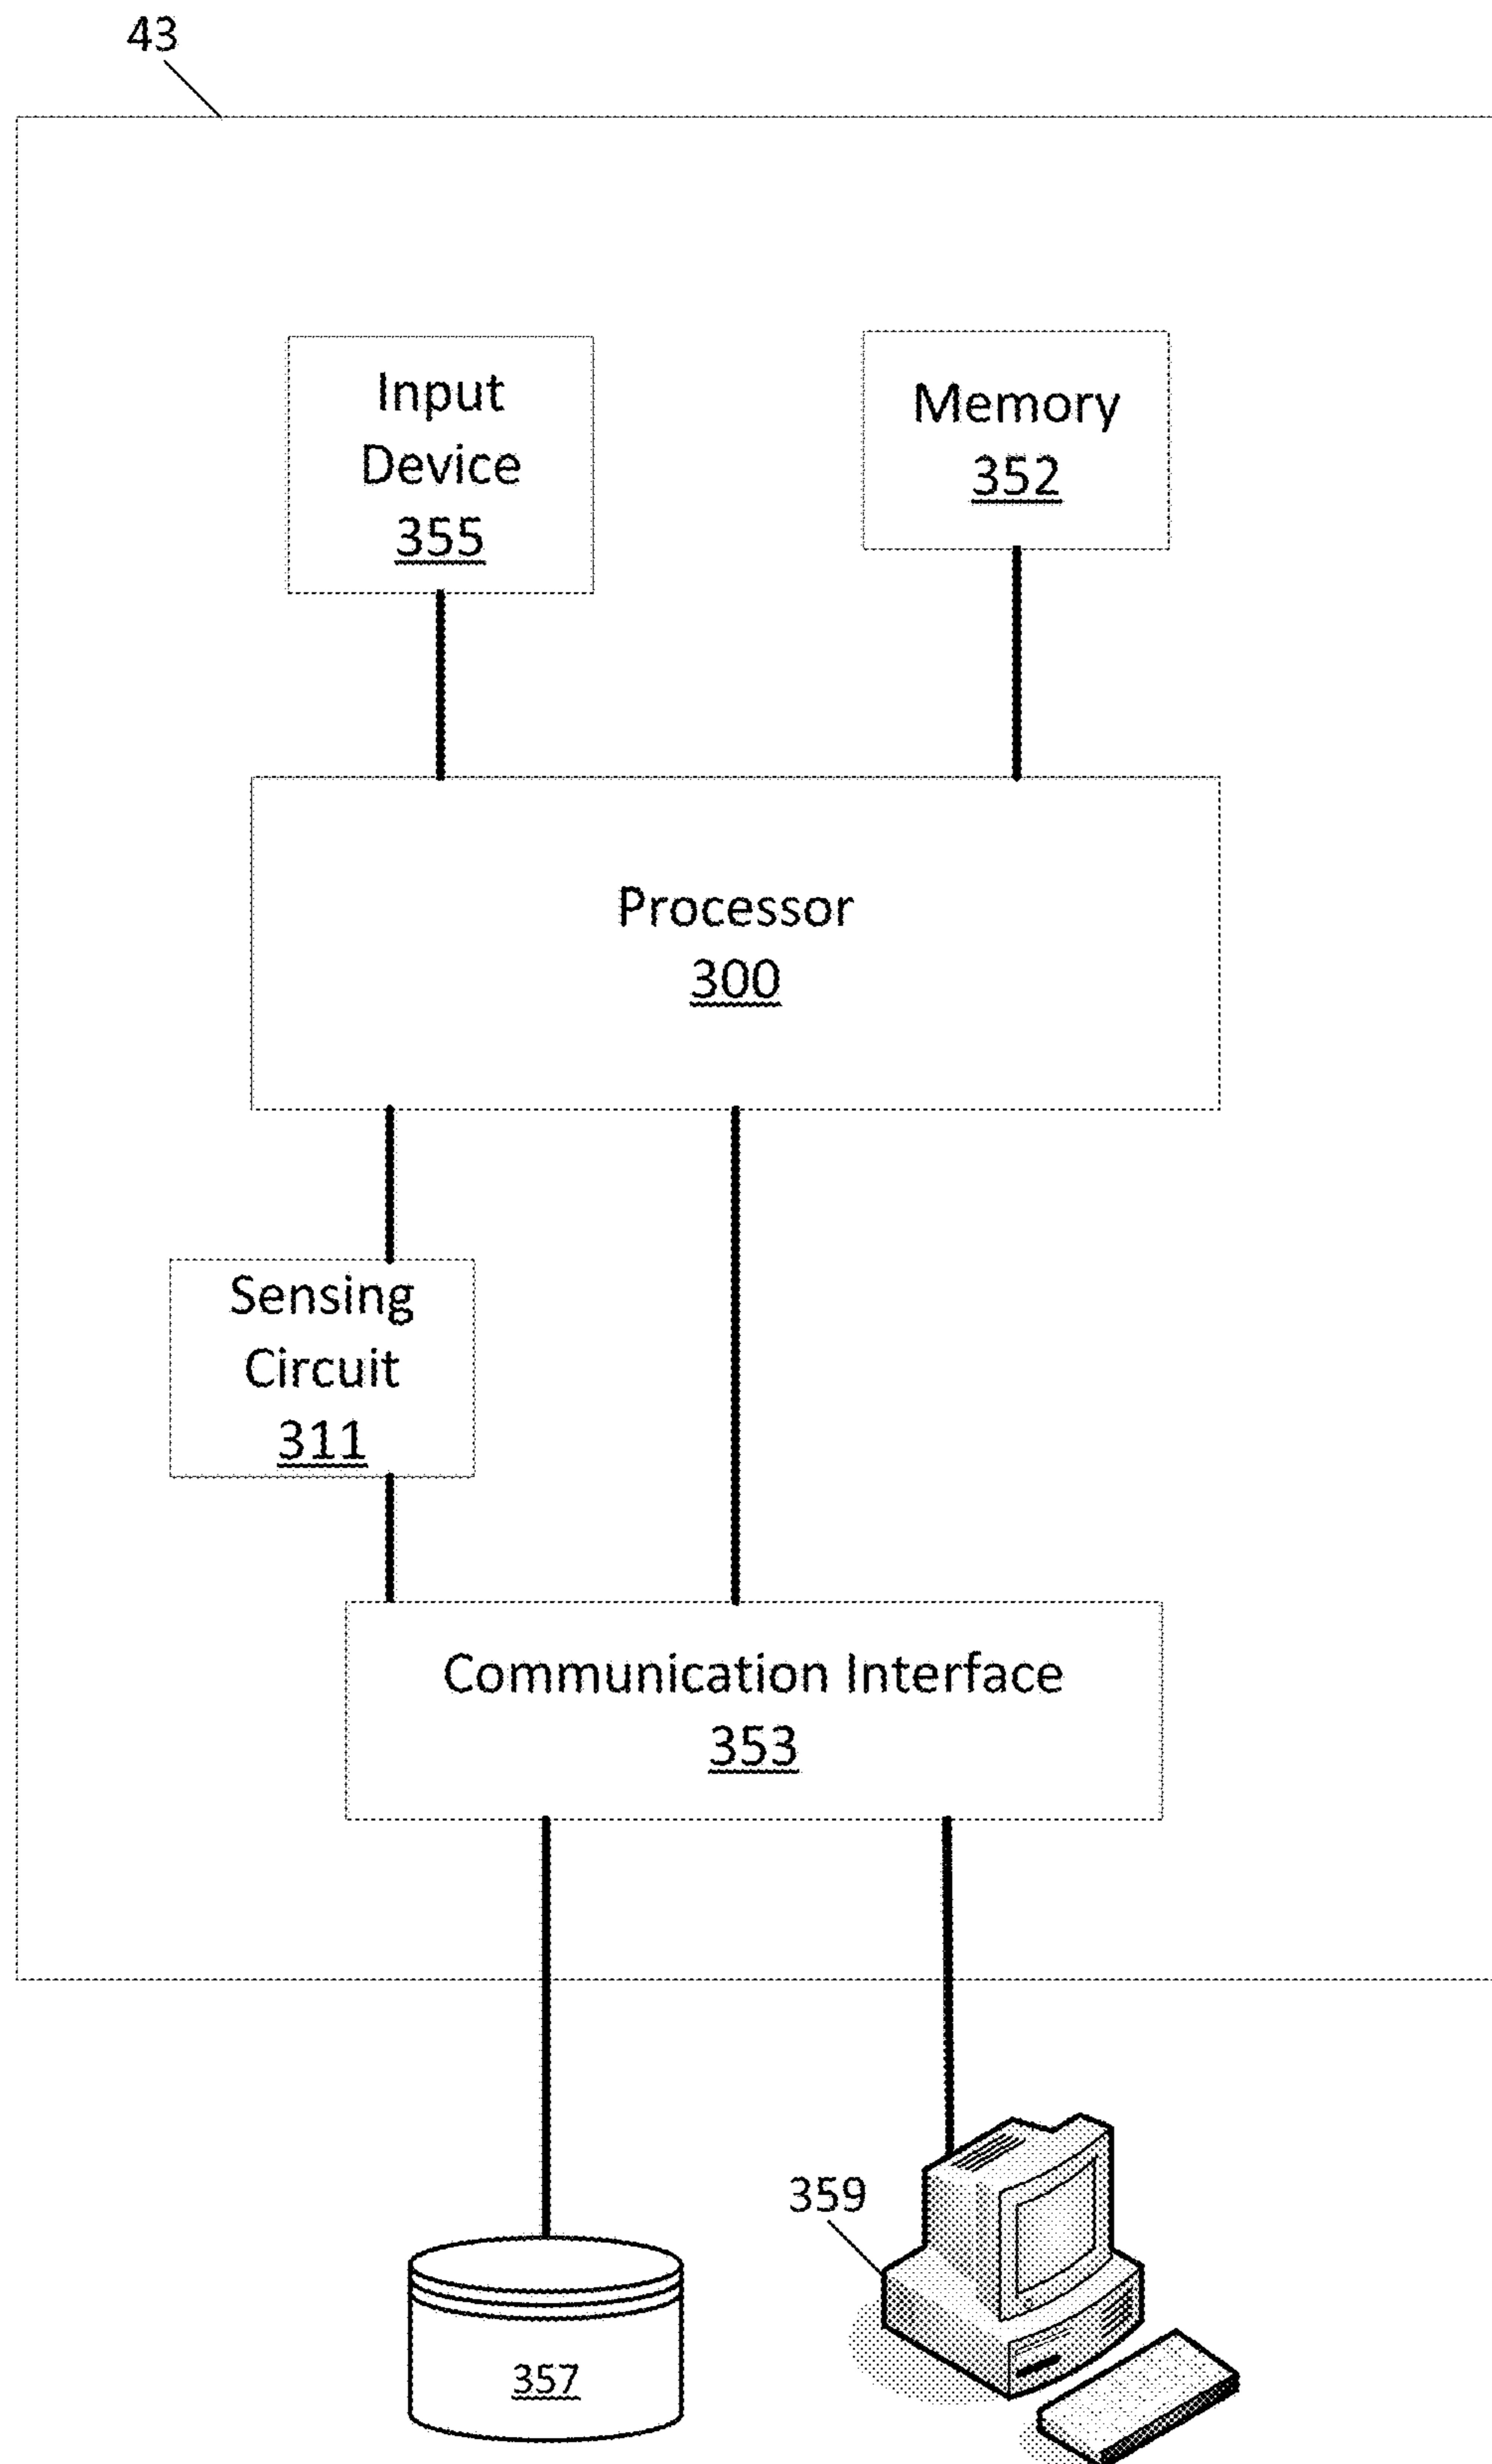 43
Input
Device
355
Memory
352
Processor
300
Sensing
Circuit
311
Communication Interface
353
359
357